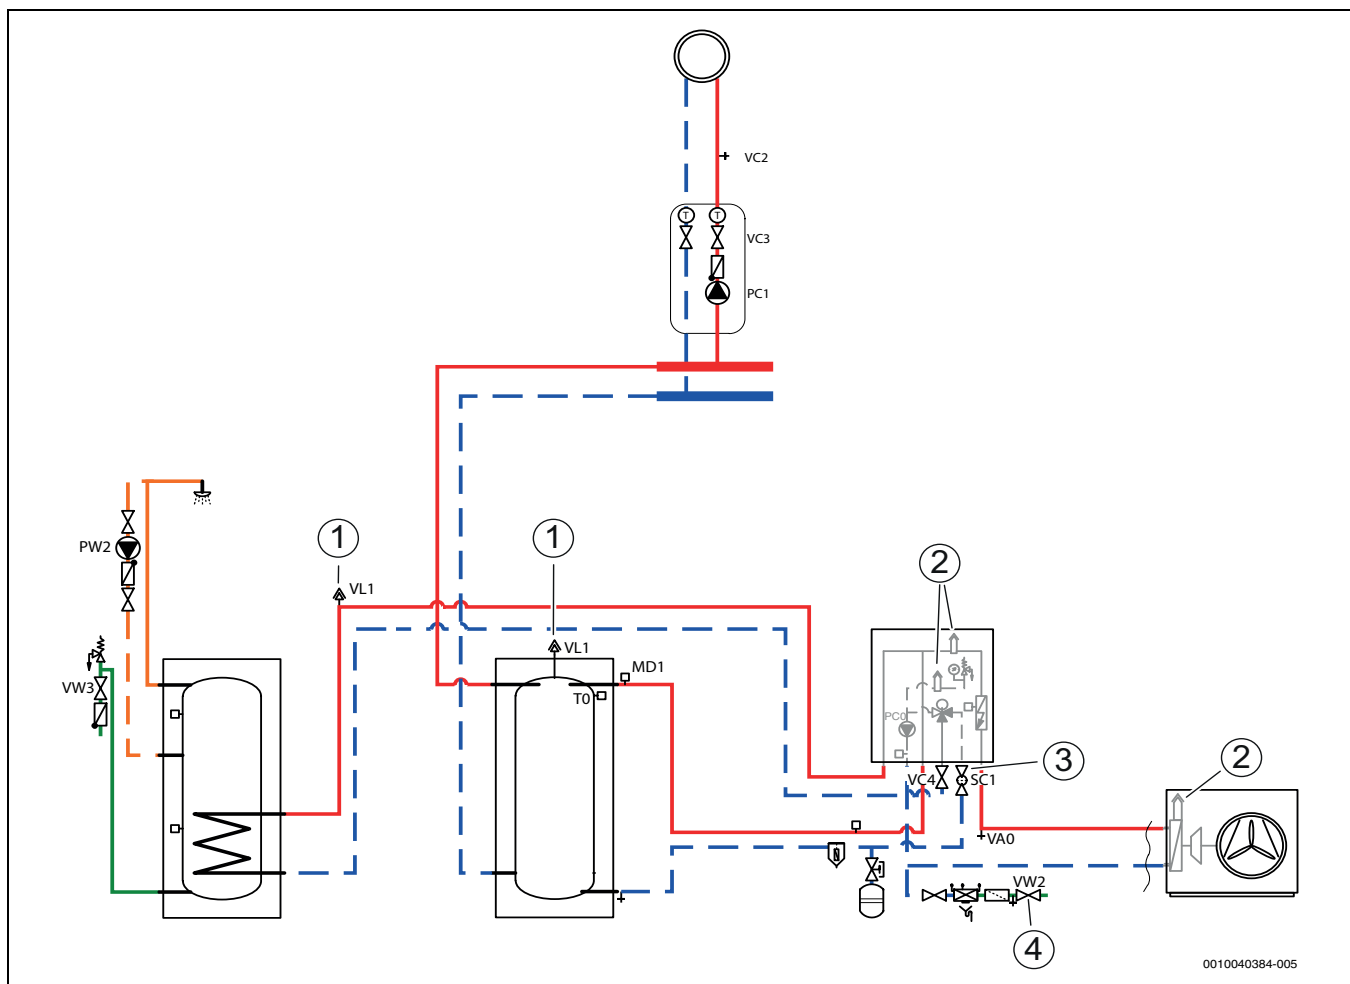 T
T
VC2
VC3
PC1
PW2
1
1
2
VL1
VL1
MD1
T0
VW3
PC0
3
2
VC4
SC1
VA0
VW2
4
0010040384-005